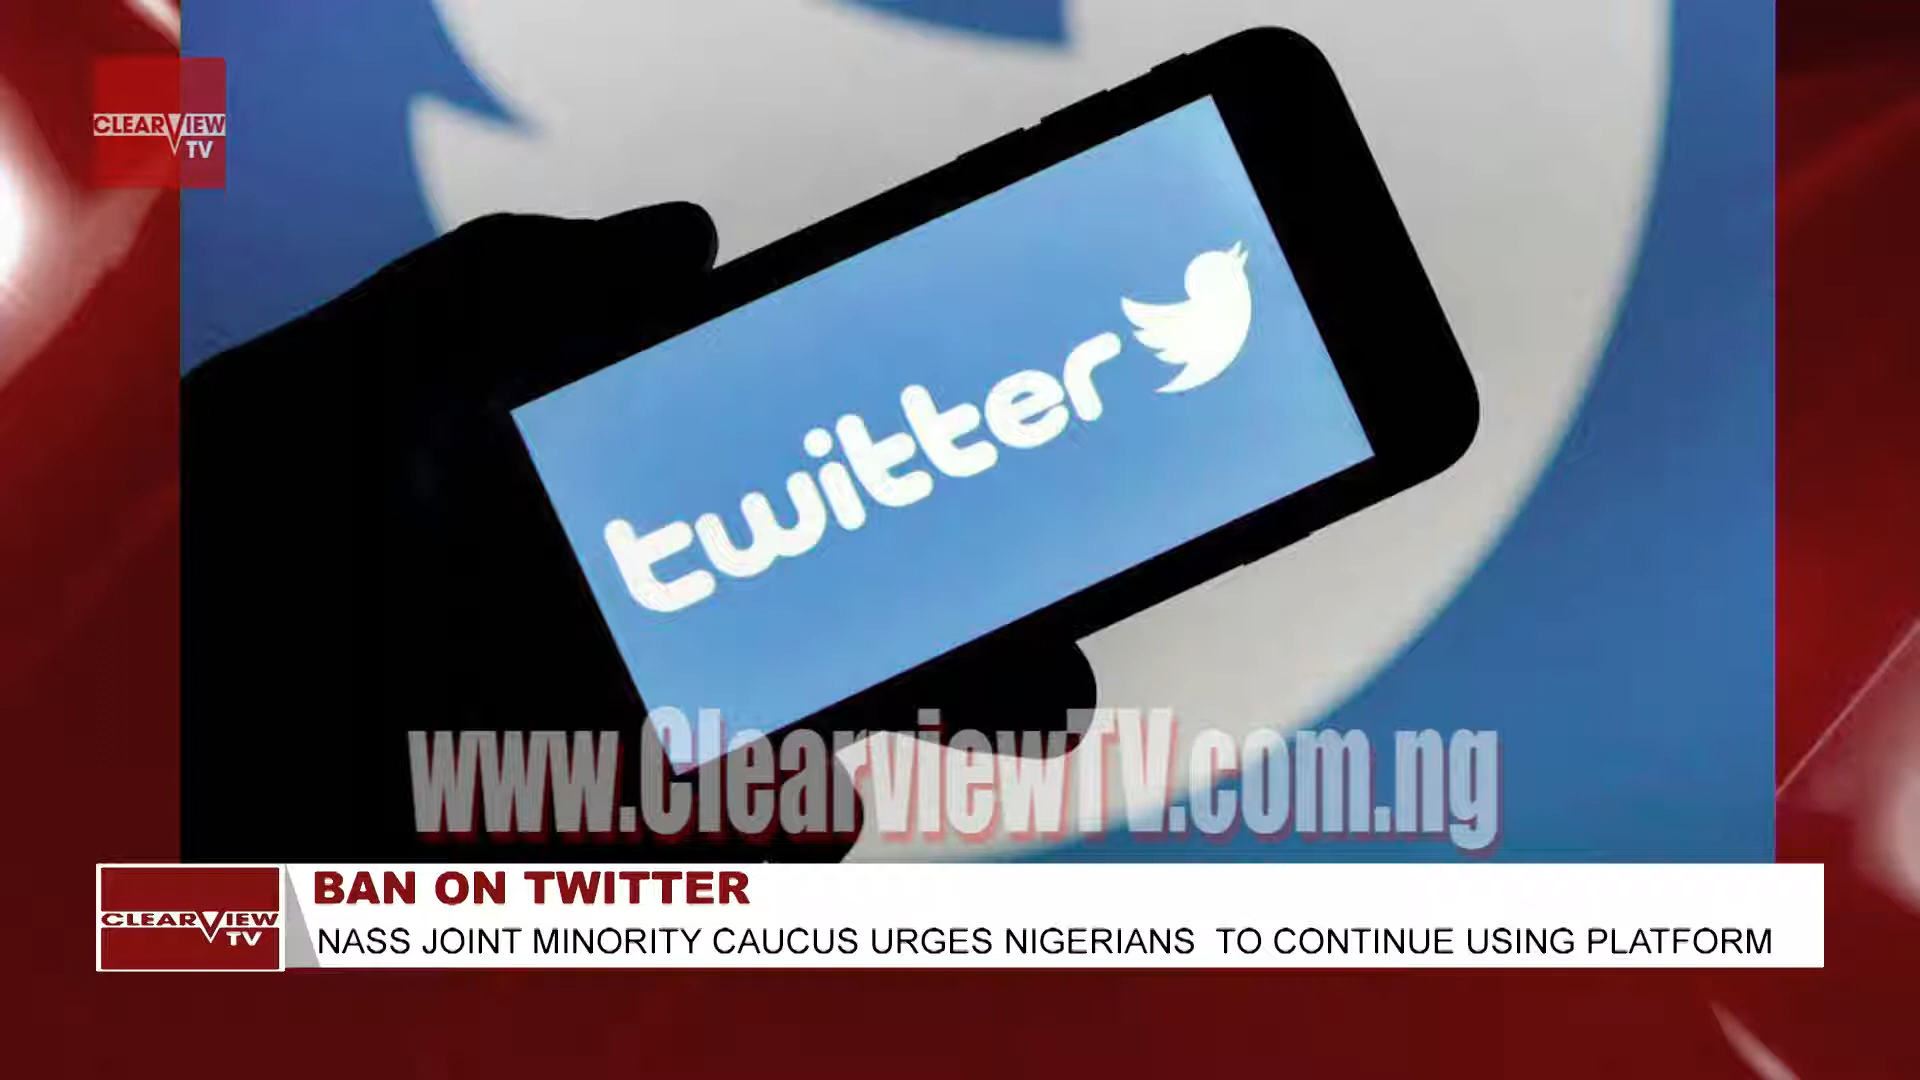 CLEARVIEW
TV
twitter
www.ClearviewTV.com.ng
BAN ON TWITTER
CLEARVIEW
TV
NASS JOINT MINORITY CAUCUS URGES NIGERIANS  TO CONTINUE USING PLATFORM